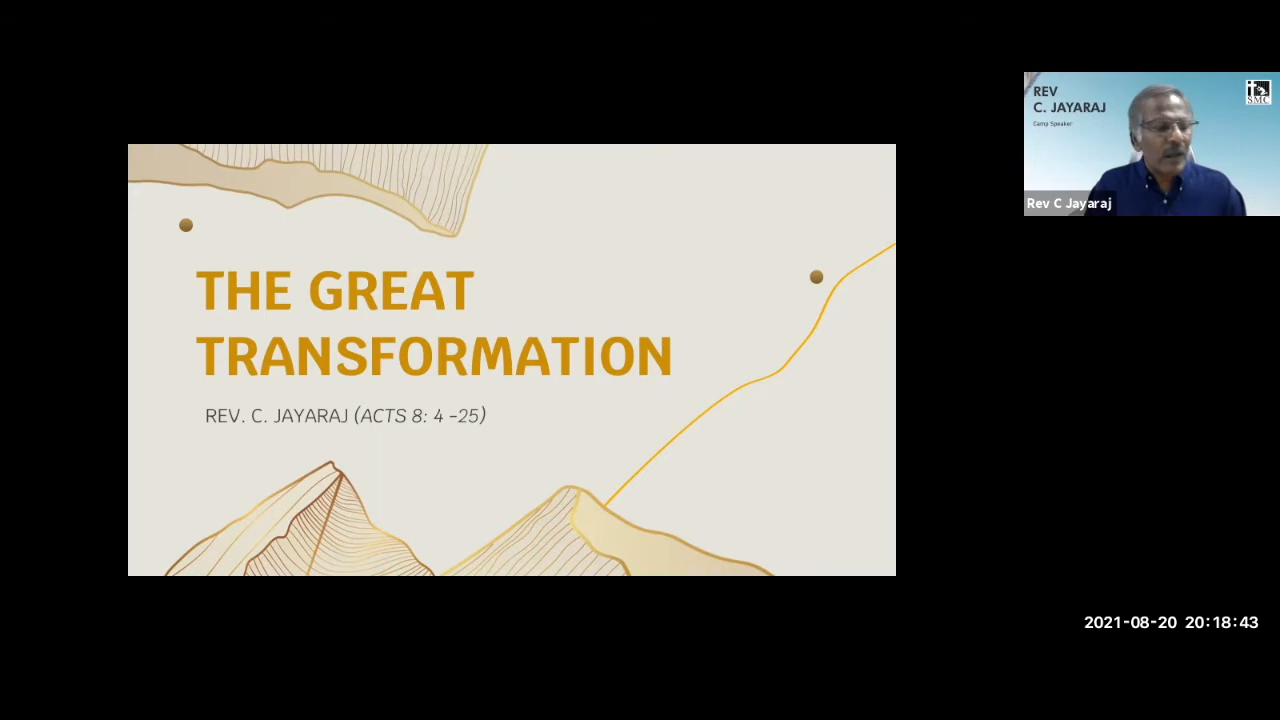 THE GREAT
TRANSFORMATION
REV. C. JAYARAJ (ACTS 8: 4 -25)
REV
C. JAYARAJ
Camp Speaker
SMC
Rev C Jayaraj
2021-08-20 20:18:43